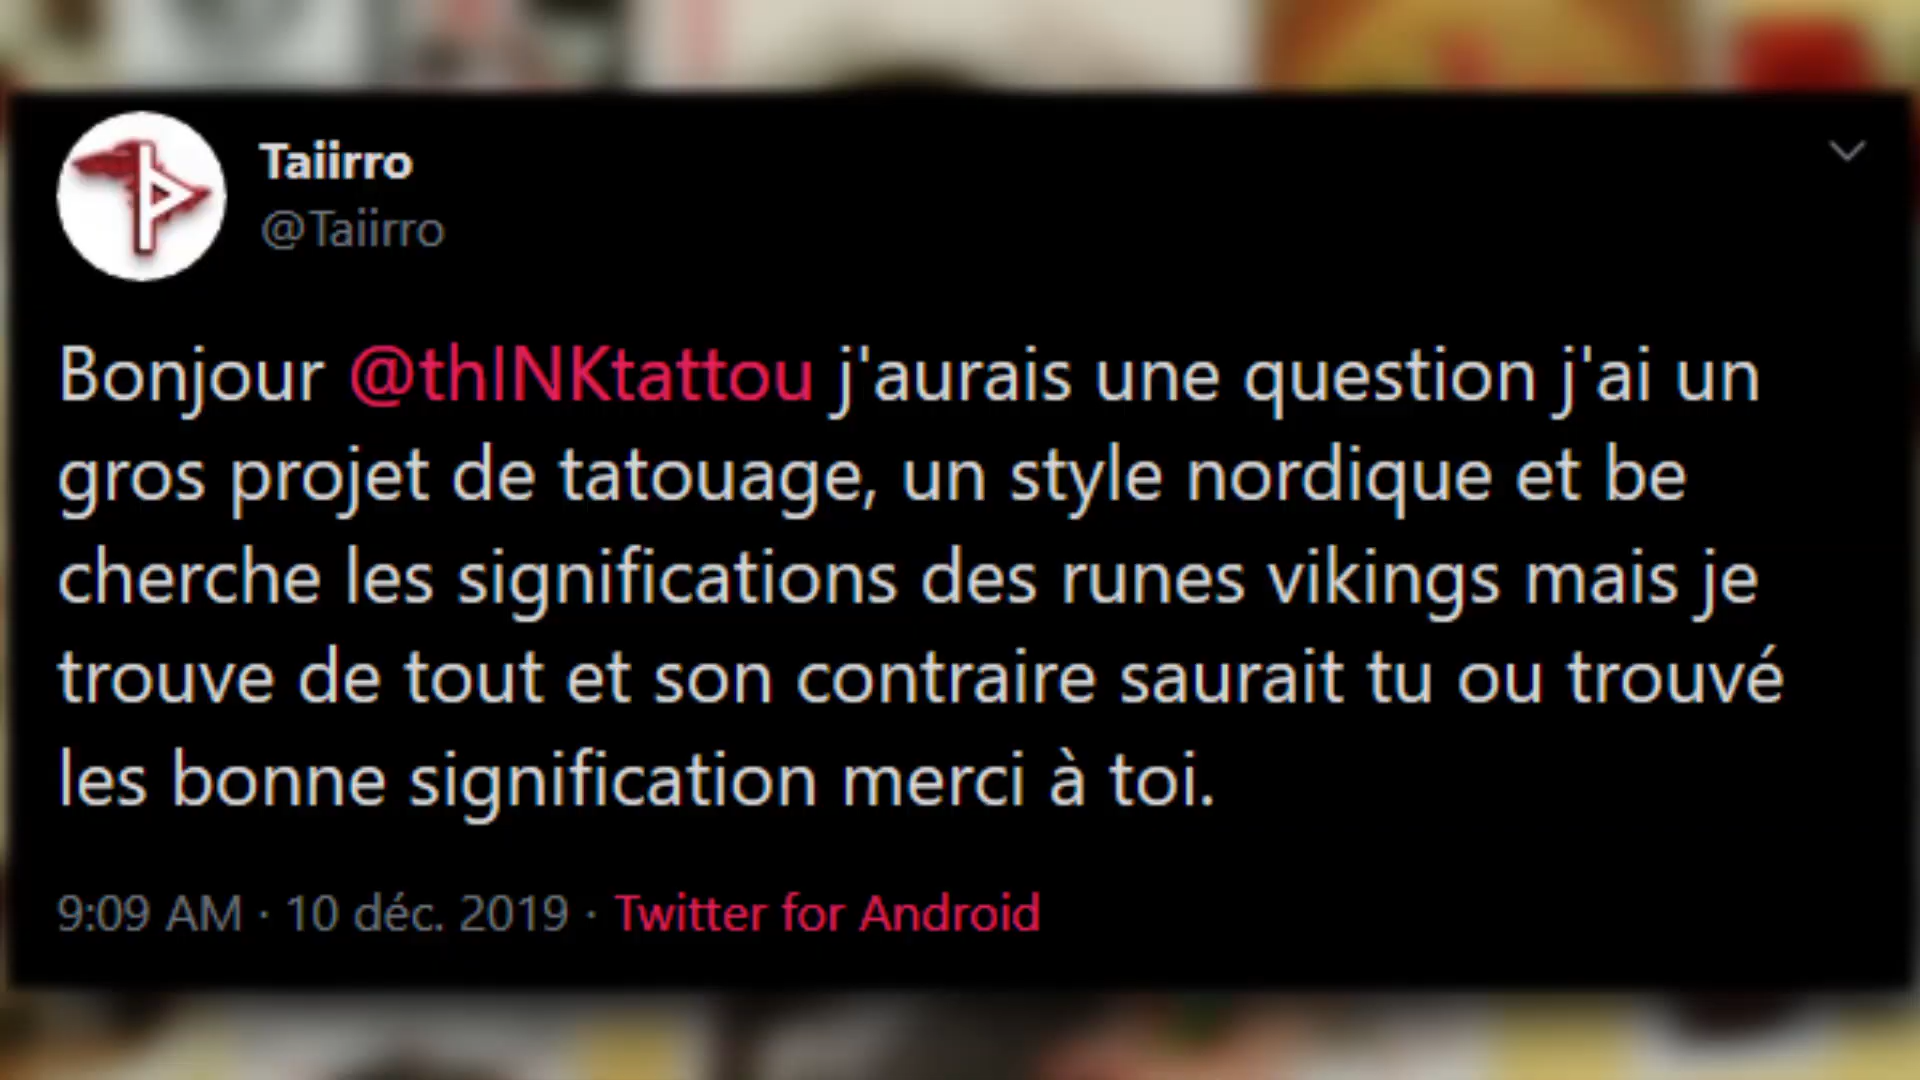 Taiirro
@Taiirro
Bonjour @thINKtattou j'aurais une question j'ai un
gros projet de tatouage, un style nordique et be
cherche les significations des runes vikings mais je
trouve de tout et son contraire saurait tu ou trouvé
les bonne signification merci à toi.
9:09 AM · 10 déc. 2019 · Twitter for Android